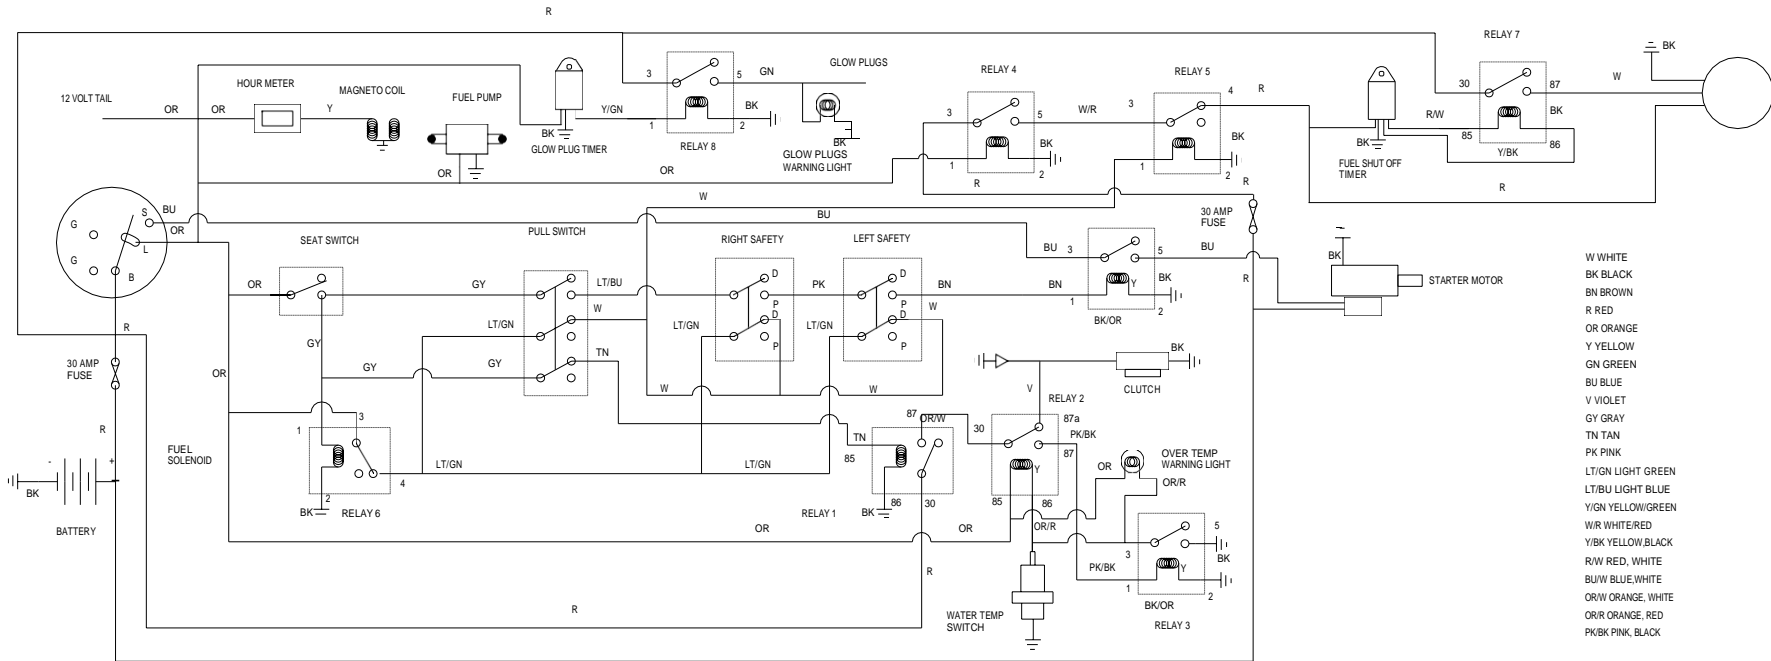 R
RELAY 7
BK
3
5
GN
GLOW PLUGS
RELAY 4
RELAY 5
30
87
W
HOUR METER
MAGNETO COIL
FUEL PUMP
12 VOLT TAIL
OR
OR
Y
Y/GN
BK
3
W/R
5
3
4
R
R/W
BK
1
2
BK
GLOW PLUG TIMER
RELAY 8
BK
GLOW PLUGS
WARNING LIGHT
BK
BK
85
Y/BK
86
BK
FUEL SHUT OFF
TIMER
OR
OR
1
R
2
1
2
R
R
W
S
BU
OR
G
L
G
B
BU
30 AMP
FUSE
SEAT SWITCH
PULL SWITCH
RIGHT SAFETY
LEFT SAFETY
BU
3
5
BU
BK
STARTER MOTOR
OR
GY
LT/BU
D
PK
D
BN
BN
Y
BK
R
P
P
1
2
BK/OR
W
D
D
W
LT/GN
LT/GN
LT/GN
P
P
R
30 AMP
FUSE
GY
TN
GY
GY
OR
W
W
V
BK
CLUTCH
RELAY 2
3
87
OR/W
30
87a
PK/BK
87
1
R
FUEL
SOLENOID
TN
85
LT/GN
LT/GN
4
2
BK
RELAY 6
RELAY 1
BK
86
30
Y
85
86
OR
OVER TEMP
WARNING LIGHT
OR/R
-
+
BK
BATTERY
OR
OR
OR/R
3
5
BK
R
PK/BK
Y
1
2
BK/OR
RELAY 3
R
WATER TEMP
SWITCH
W WHITE
BK BLACK
BN BROWN
R RED
OR ORANGE
Y YELLOW
GN GREEN
BU BLUE
V VIOLET
GY GRAY
TN TAN
PK PINK
LT/GN LIGHT GREEN
LT/BU LIGHT BLUE
Y/GN YELLOW/GREEN
W/R WHITE/RED
Y/BK YELLOW,BLACK
R/W RED, WHITE
BU/W BLUE,WHITE
OR/W ORANGE, WHITE
OR/R ORANGE, RED
PK/BK PINK, BLACK